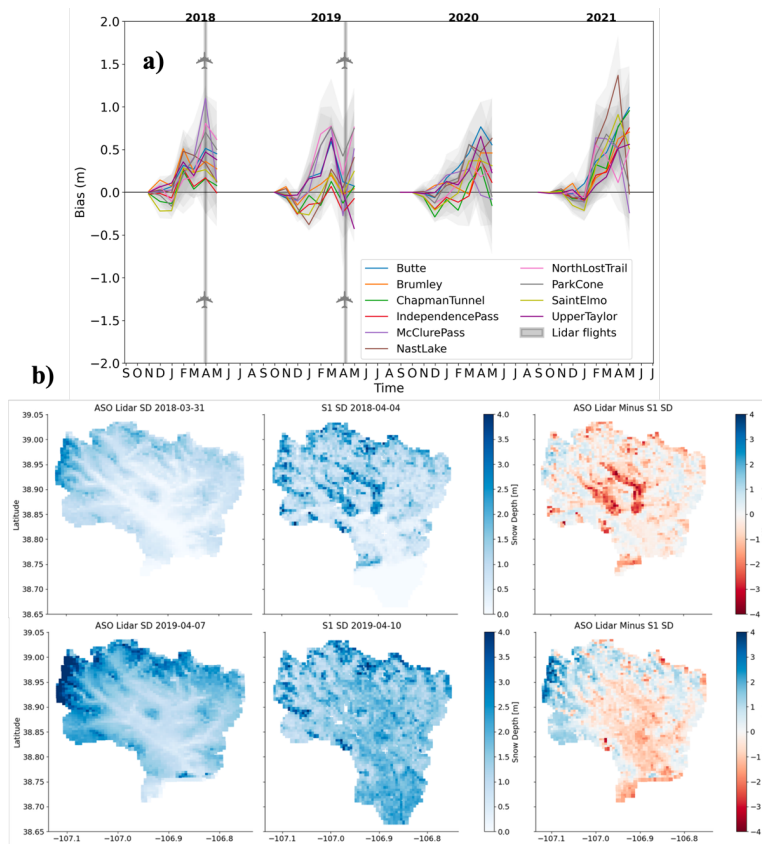 2018 2019 2020 2021
a)
2.0
1.5
1.0
0.5
0.0
−0.5
−1.0
−1.5
−2.0
Bias (m)
Butte
Brumley
ChapmanTunnel
IndependencePass
McClurePass
NastLake
NorthLostTrail
ParkCone
SaintElmo
UpperTaylor
Lidar flights
S O N D J F M A M J J A S O N D J F M A M J J A S O N D J F M A M J J A S O N D J F M A M J J
Time
b)
ASO Lidar SD 2018-03-31 S1 SD 2018-04-04 ASO Lidar Minus S1 SD
39.05
39.00
38.95
38.90
38.85
38.80
38.75
38.70
38.65
Latitude
4.0
3.5
3.0
2.5
2.0
1.5
1.0
0.5
0.0
Snow Depth [m]
4
3
2
1
0
−1
−2
−3
−4
ASO Lidar SD 2019-04-07 S1 SD 2019-04-10 ASO Lidar Minus S1 SD
39.05
39.00
38.95
38.90
38.85
38.80
38.75
38.70
38.65
Latitude
4.0
3.5
3.0
2.5
2.0
1.5
1.0
0.5
0.0
Snow Depth [m]
4
3
2
1
0
−1
−2
−3
−4
−107.1 −107.0 −106.9 −106.8 −107.1 −107.0 −106.9 −106.8 −107.1 −107.0 −106.9 −106.8